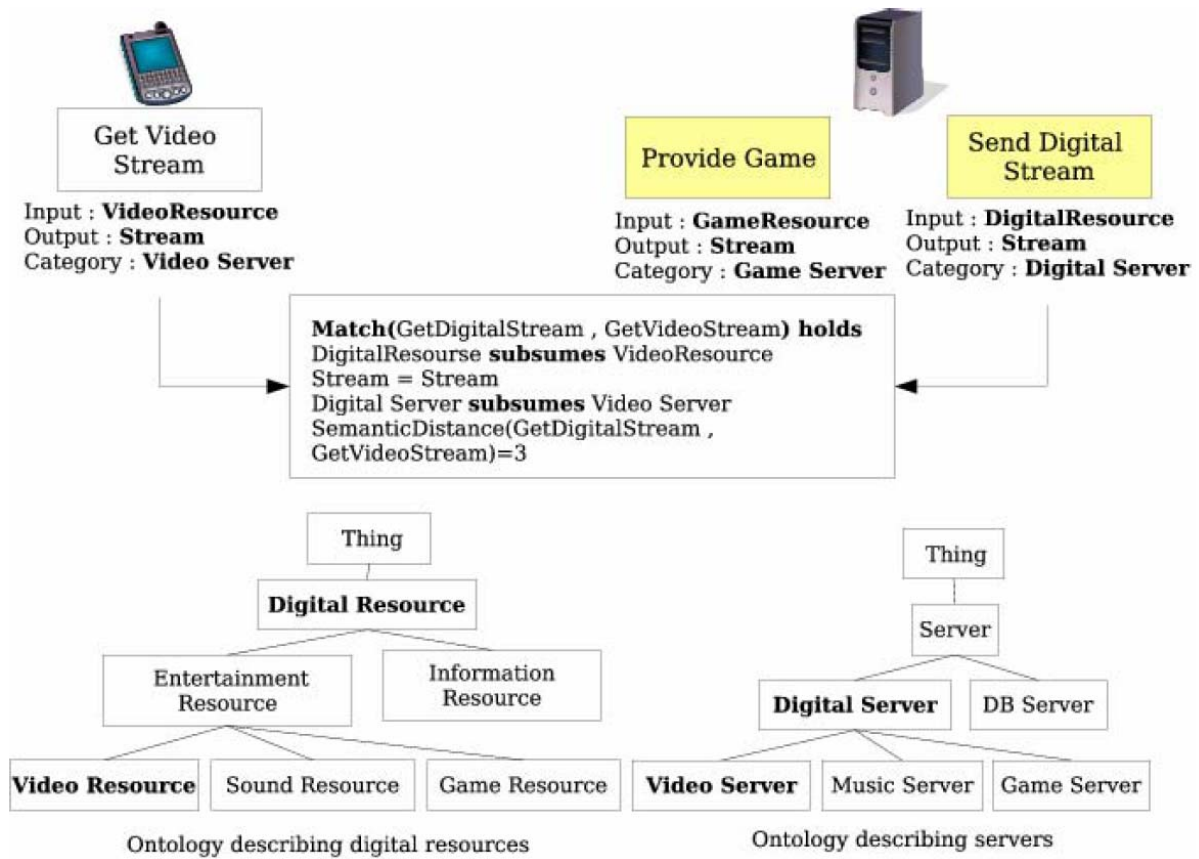 Get Video
Stream
Input : VideoResource
Output : Stream
Category : Video Server
Provide Game
Input : GameResource
Output : Stream
Category : Game Server
Send Digital
Stream
Input : DigitalResource
Output : Stream
Category : Digital Server
Match(GetDigitalStream , GetVideoStream) holds
DigitalResourse subsumes VideoResource
Stream = Stream
Digital Server subsumes Video Server
SemanticDistance(GetDigitalStream ,
GetVideoStream)=3
Thing
Digital Resource
Entertainment
Resource
Information
Resource
Video Resource
Sound Resource
Game Resource
Ontology describing digital resources
Thing
Server
Digital Server
DB Server
Video Server
Music Server
Game Server
Ontology describing servers